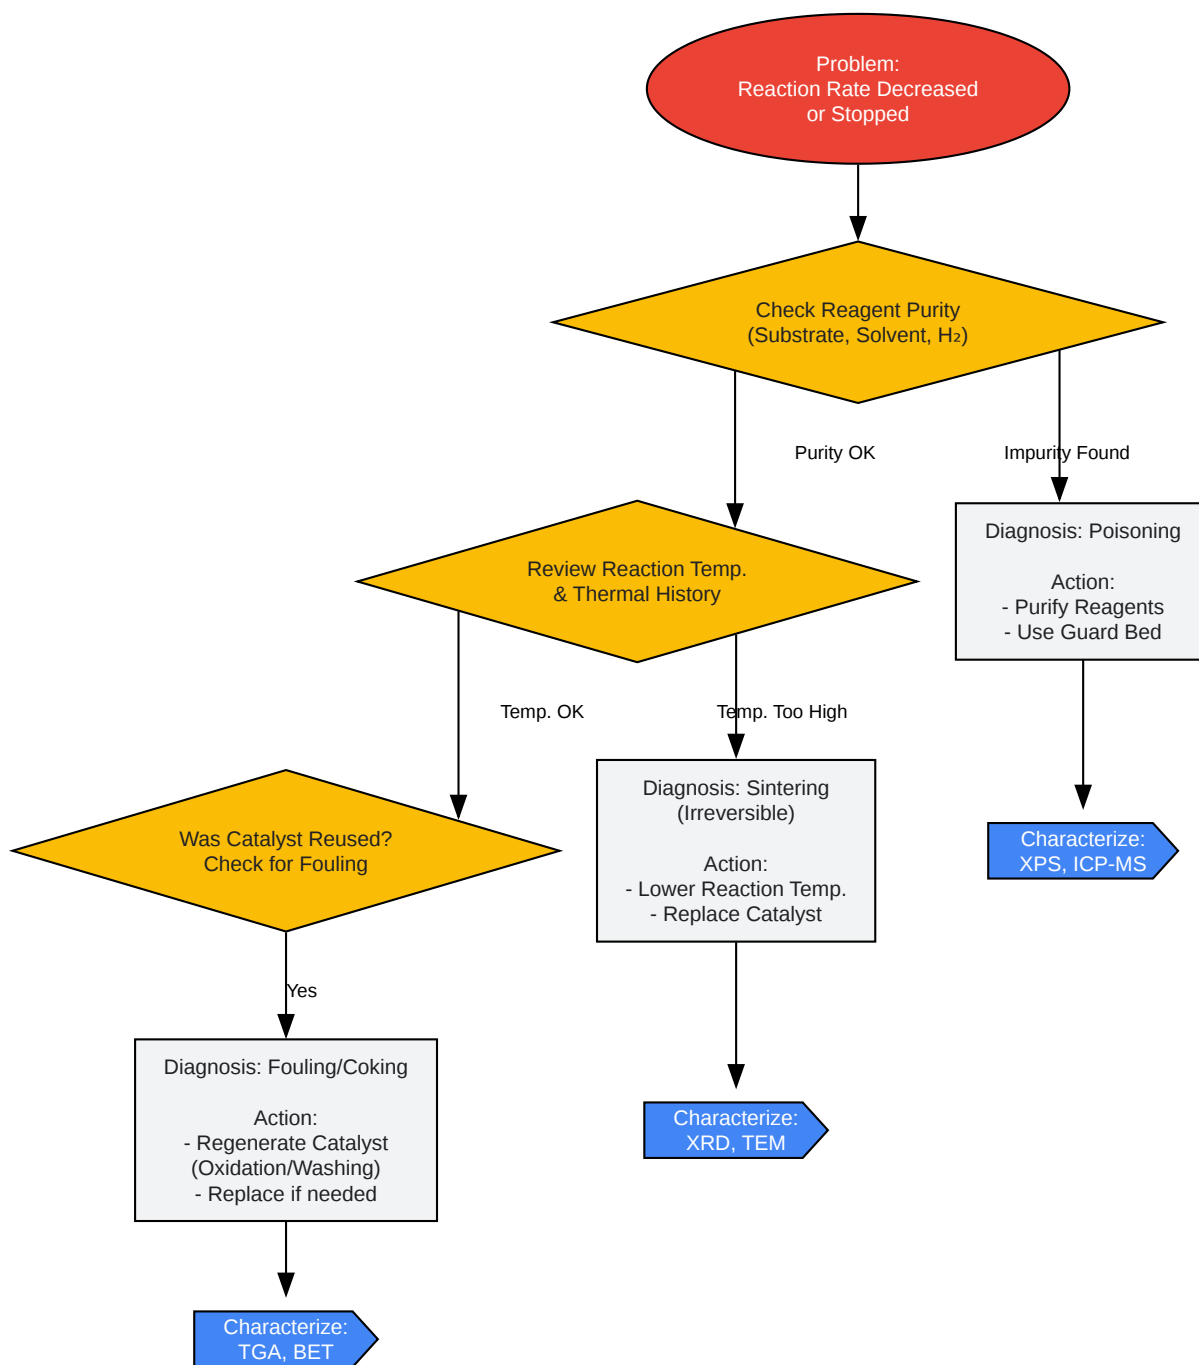 Problem:
Reaction Rate Decreased
or Stopped
Check Reagent Purity
(Substrate, Solvent, H₂)
Purity OK
Impurity Found
Diagnosis: Poisoning
Action:
- Purify Reagents
- Use Guard Bed
Review Reaction Temp.
& Thermal History
Temp. OK
Temp. Too High
Diagnosis: Sintering
(Irreversible)
Action:
- Lower Reaction Temp.
- Replace Catalyst
Characterize:
XPS, ICP-MS
Was Catalyst Reused?
Check for Fouling
Yes
Diagnosis: Fouling/Coking
Action:
- Regenerate Catalyst
(Oxidation/Washing)
- Replace if needed
Characterize:
XRD, TEM
Characterize:
TGA, BET